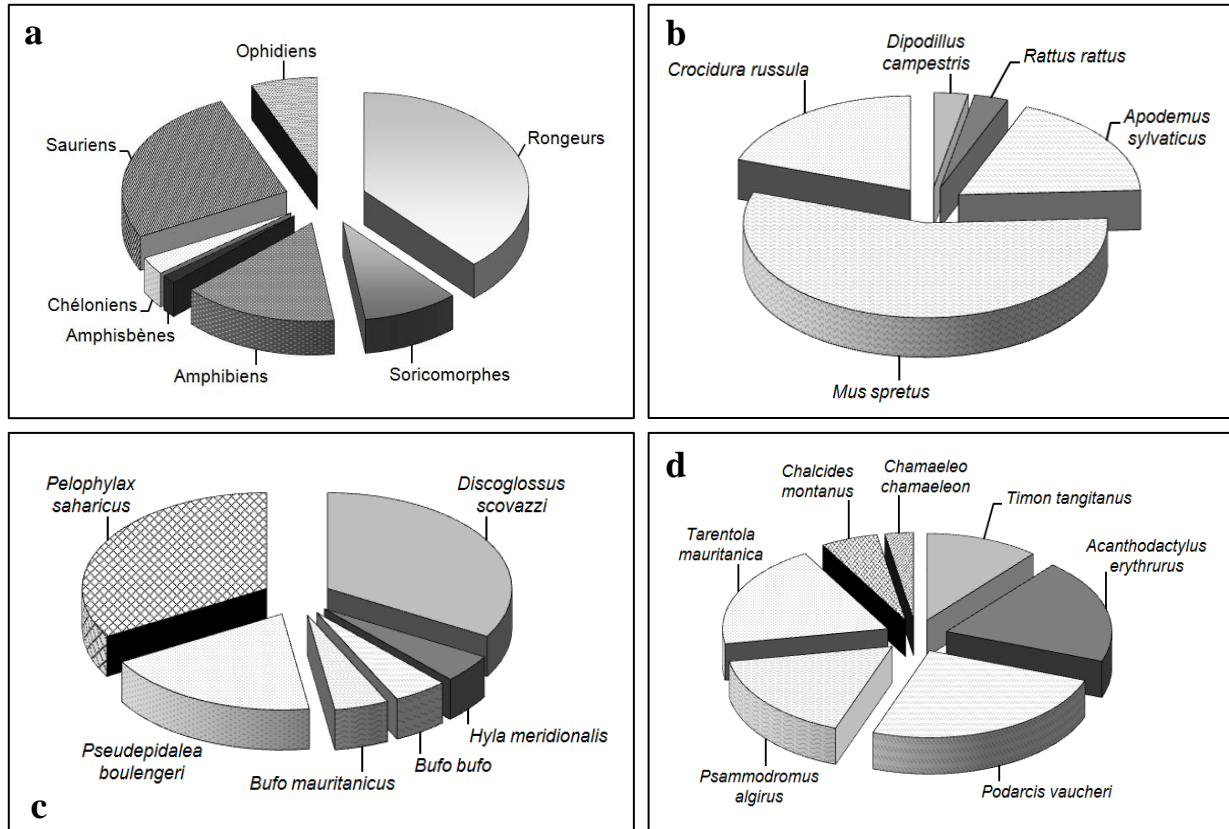 a
Ophidiens
Rongeurs
Sauriens
Chéloniens
Amphisbènes
Amphibiens
Soricomorphes
b
Dipodillus
campestris
Rattus rattus
Crocidura russula
Apodemus
sylvaticus
Mus spretus
Pelophylax
saharicus
Discoglossus
scovazzi
Hyla meridionalis
Pseudepidalea
boulengeri
Bufo bufo
Bufo mauritanicus
c
d
Chalcides
montanus
Chamaeleo
chamaeleon
Timon tangitanus
Tarentola
mauritanica
Acanthodactylus
erythrurus
Psammodromus
algirus
Podarcis vaucheri